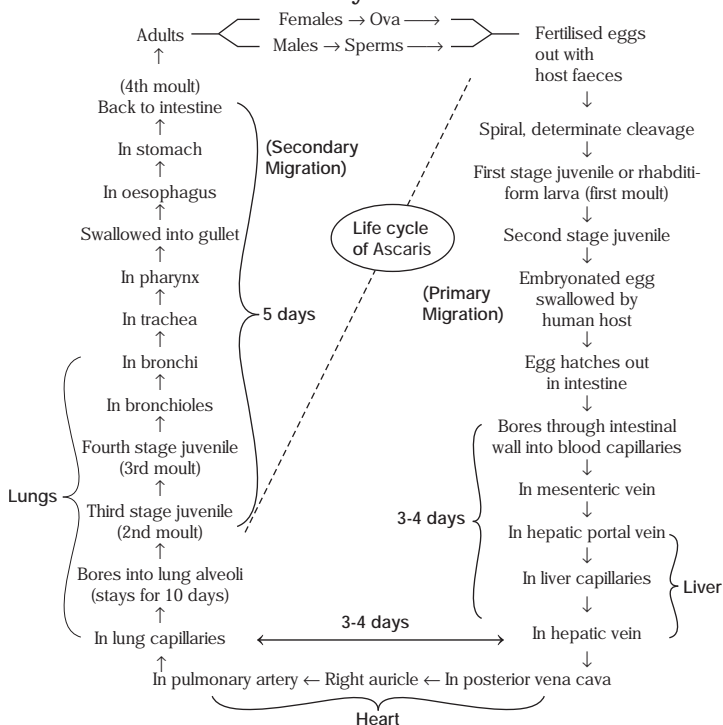 Females → Ova →
Adults
Males → Sperms →
Fertilised eggs
out with
host faeces
↓
Spiral, determinate cleavage
↓
First stage juvenile or rhabditi-
form larva (first moult)
↓
Second stage juvenile
↓
Embryonated egg
swallowed by
human host
↓
Egg hatches out
in intestine
↓
Bores through intestinal
wall into blood capillaries
↓
In mesenteric vein
↓
In hepatic portal vein
↓
In liver capillaries
↓
In hepatic vein
↓
Liver
3-4 days
(Primary
Migration)
Life cycle
of Ascaris
3-4 days
In pulmonary artery ← Right auricle ← In posterior vena cava
Heart
↑
(4th moult)
Back to intestine
↑
In stomach
↑
In oesophagus
↑
Swallowed into gullet
↑
In pharynx
↑
In trachea
↑
In bronchi
↑
In bronchioles
↑
Fourth stage juvenile
(3rd moult)
↑
Third stage juvenile
(2nd moult)
↑
Bores into lung alveoli
(stays for 10 days)
↑
In lung capillaries
↑
Lungs
(Secondary
Migration)
5 days